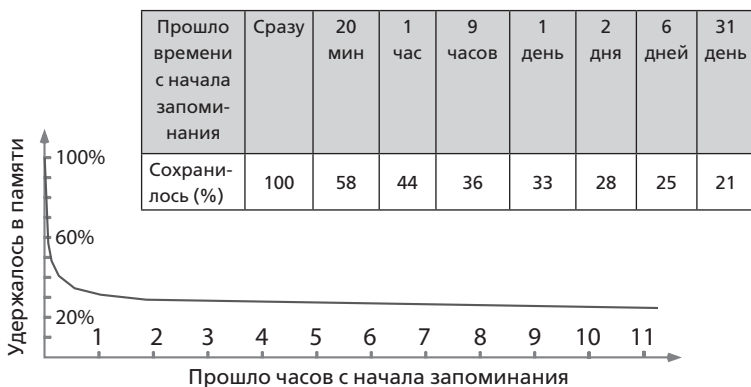 Прошло
времени
с начала
запоми-
нания
Сразу
20
мин
1
час
9
часов
1
день
2
дня
6
дней
31
день
Сохрани-
лось (%)
100
58
44
36
33
28
25
21
Удержалось в памяти
100%
60%
20%
1 2 3 4 5 6 7 8 9 10 11
Прошло часов с начала запоминания